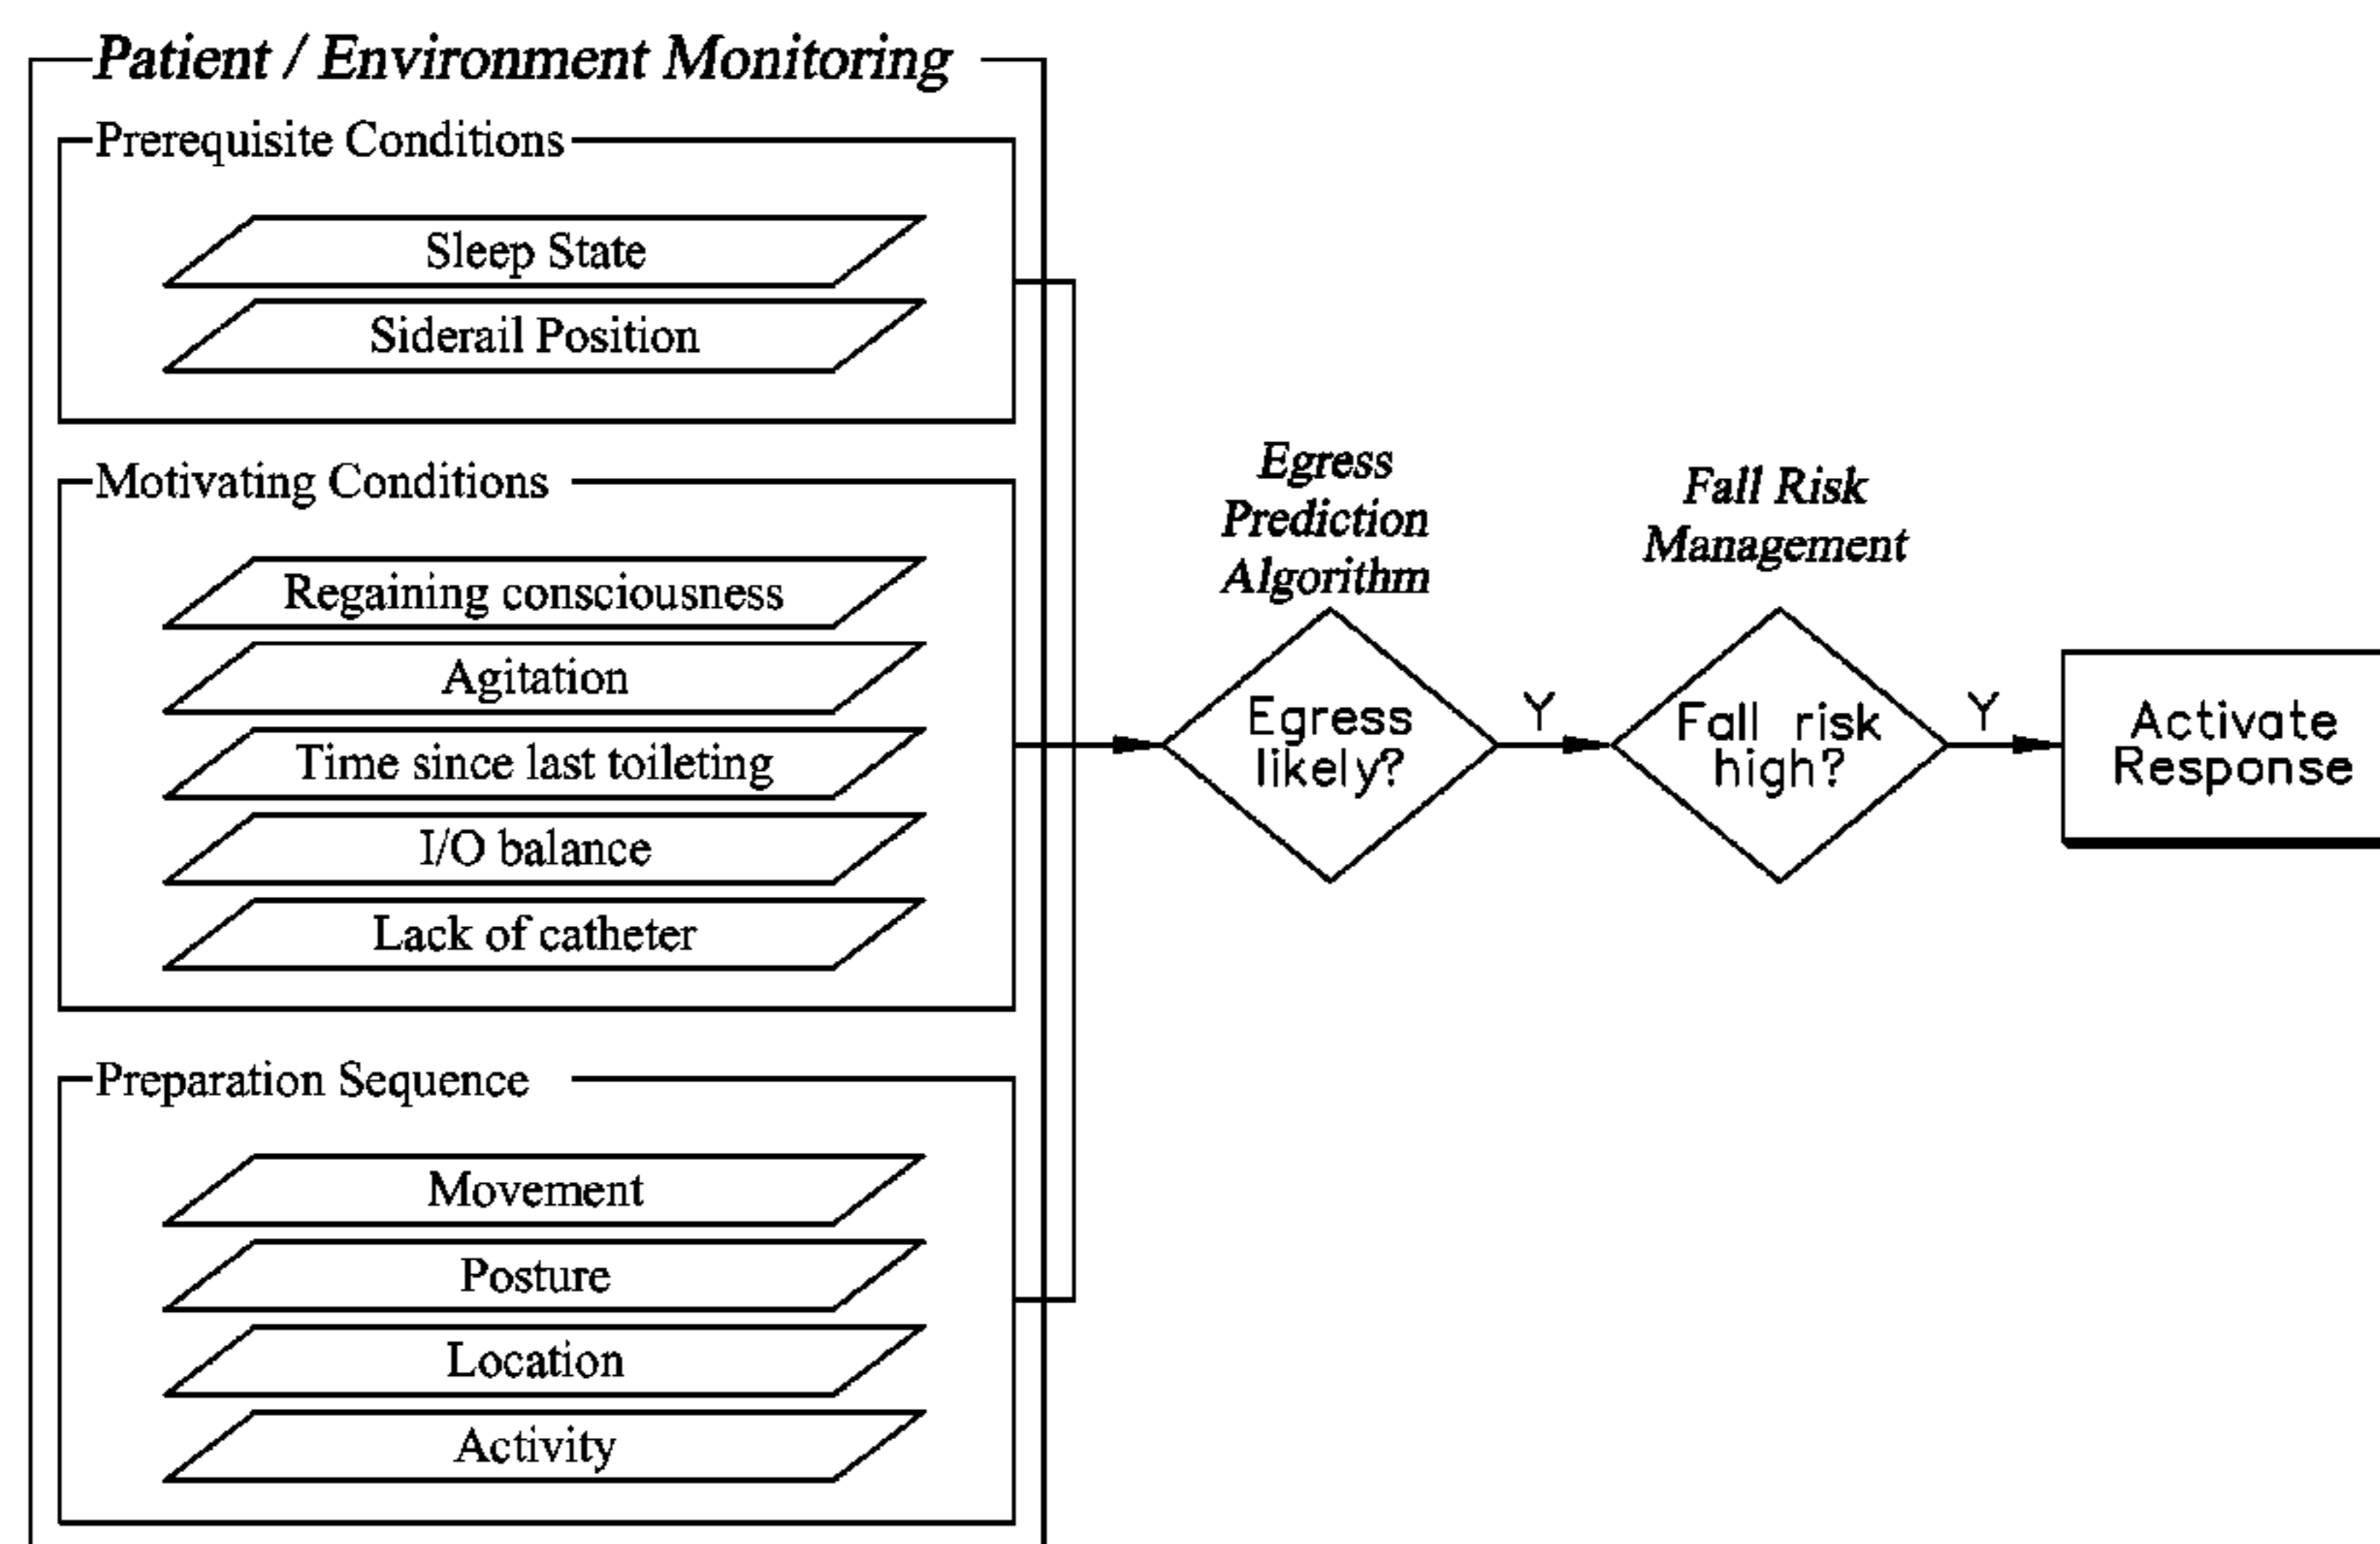 Patient / Environment Monitoring
Prerequisite Conditions
Sleep State
Siderail Position
Motivating Conditions
Regaining consciousness
Agitation
Time since last toileting
I/O balance
Lack of catheter
Preparation Sequence
Movement
Posture
Location
Activity
Egress
Prediction
Algorithm
Egress
likely?
Y
Fall Risk
Management
Fall risk
high?
Y
Activate
Response